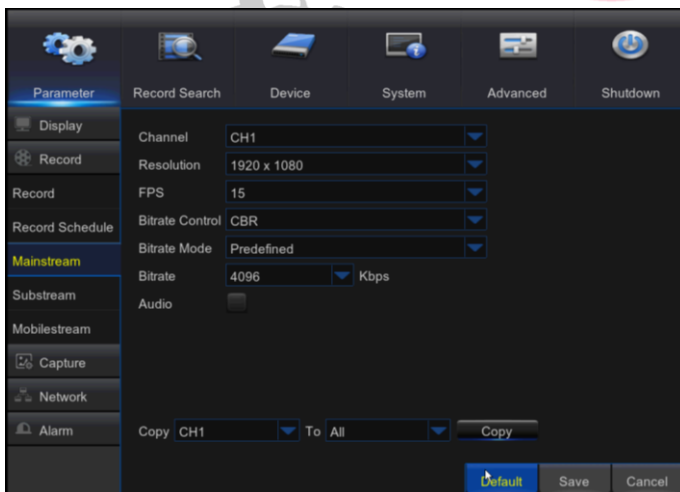 Parameter Record Search Device System Advanced Shutdown
Display
Record
Record
Record Schedule
Mainstream
Substream
Mobilestream
Capture
Network
Alarm
Channel CH1
Resolution 1920 x 1080
FPS 15
Bitrate Control CBR
Bitrate Mode Predefined
Bitrate 4096 Kbps
Audio
Copy CH1 To All Copy
Default Save Cancel